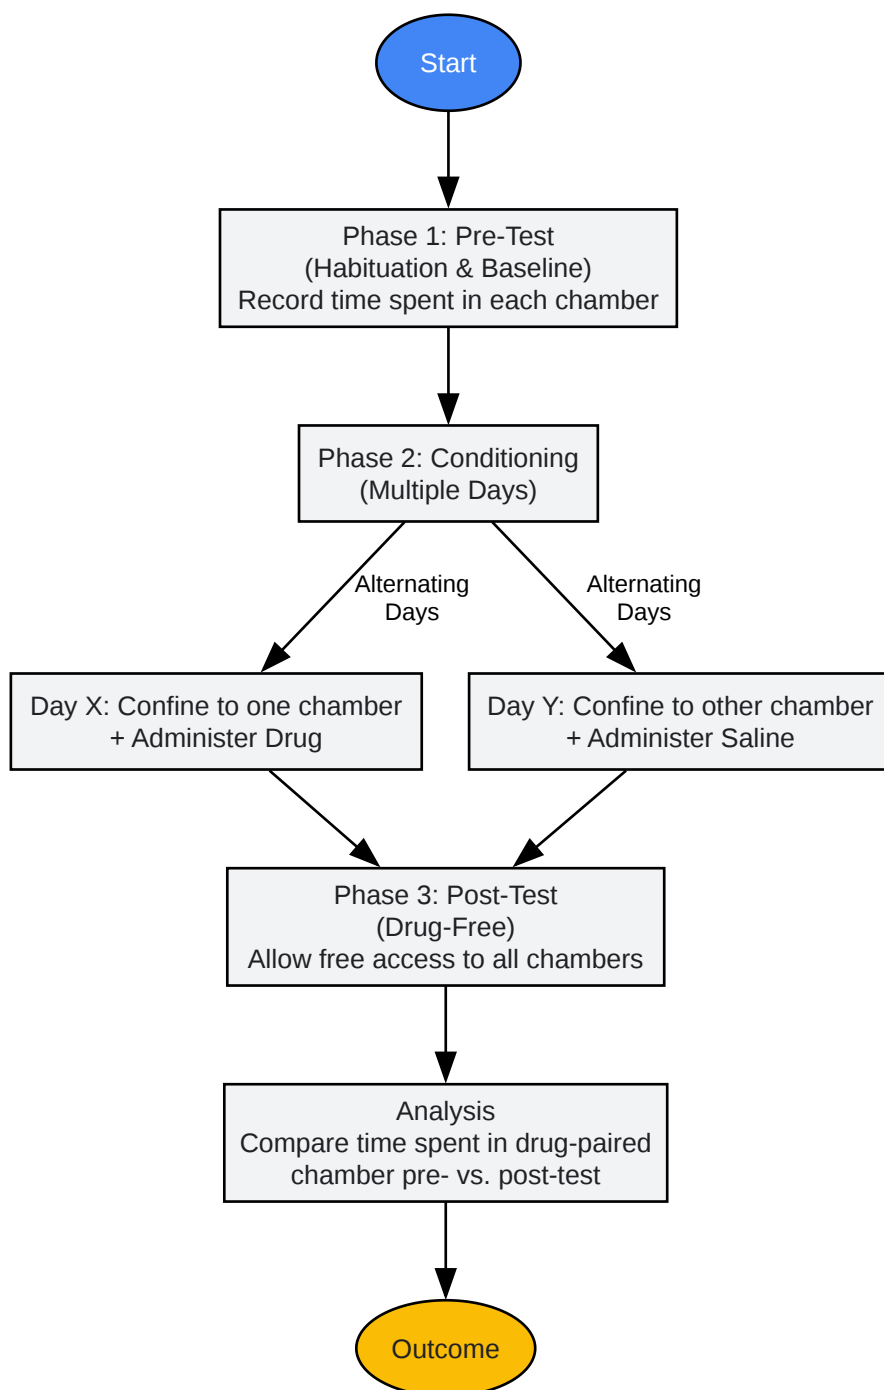 Start
Phase 1: Pre-Test
(Habituation & Baseline)
Record time spent in each chamber
Phase 2: Conditioning
(Multiple Days)
Alternating
Days
Alternating
Days
Day X: Confine to one chamber
+ Administer Drug
Day Y: Confine to other chamber
+ Administer Saline
Phase 3: Post-Test
(Drug-Free)
Allow free access to all chambers
Analysis
Compare time spent in drug-paired
chamber pre- vs. post-test
Outcome